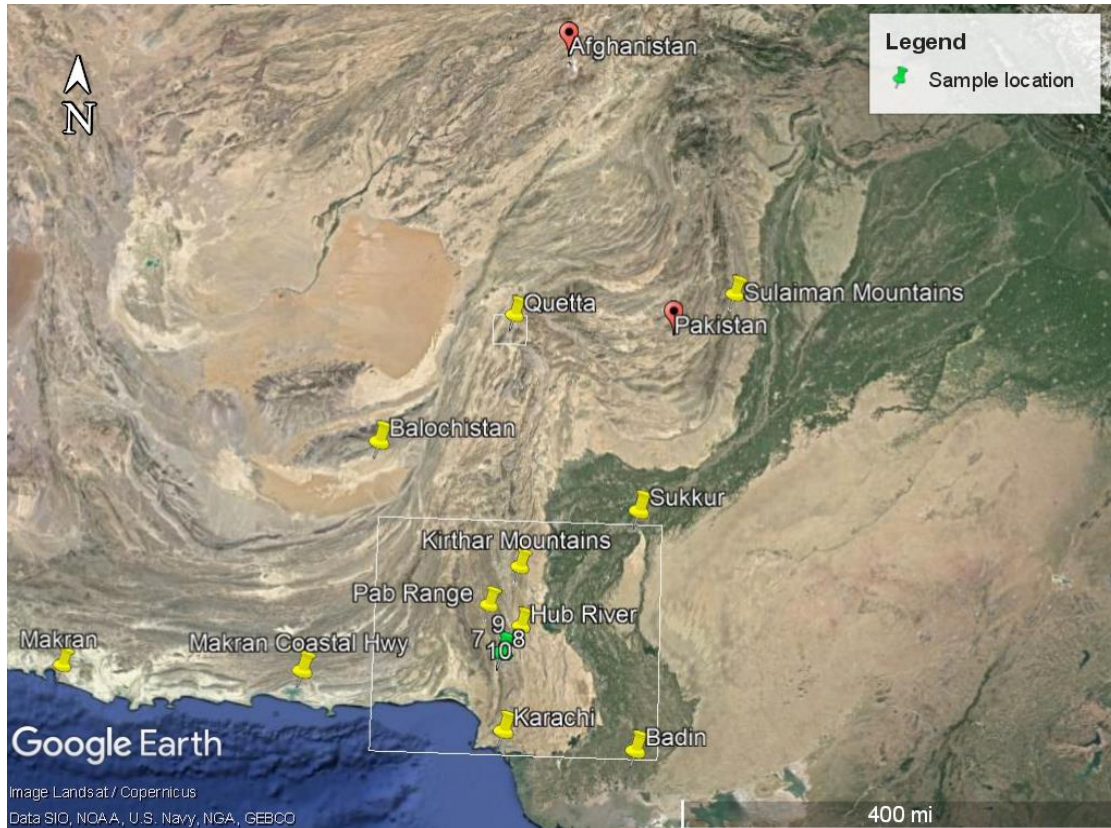 Afghanistan
Legend
Sample location
N
Quetta
Sulaiman Mountains
Pakistan
Balochistan
Sukkur
Kirthar Mountains
Pab Range
Hub River
9
7 8
10
Makran
Makran Coastal Hwy
Karachi
Badin
Google Earth
Image Landsat / Copernicus
Data SIO, NOAA, U.S. Navy, NGA, GEBCO
400 mi